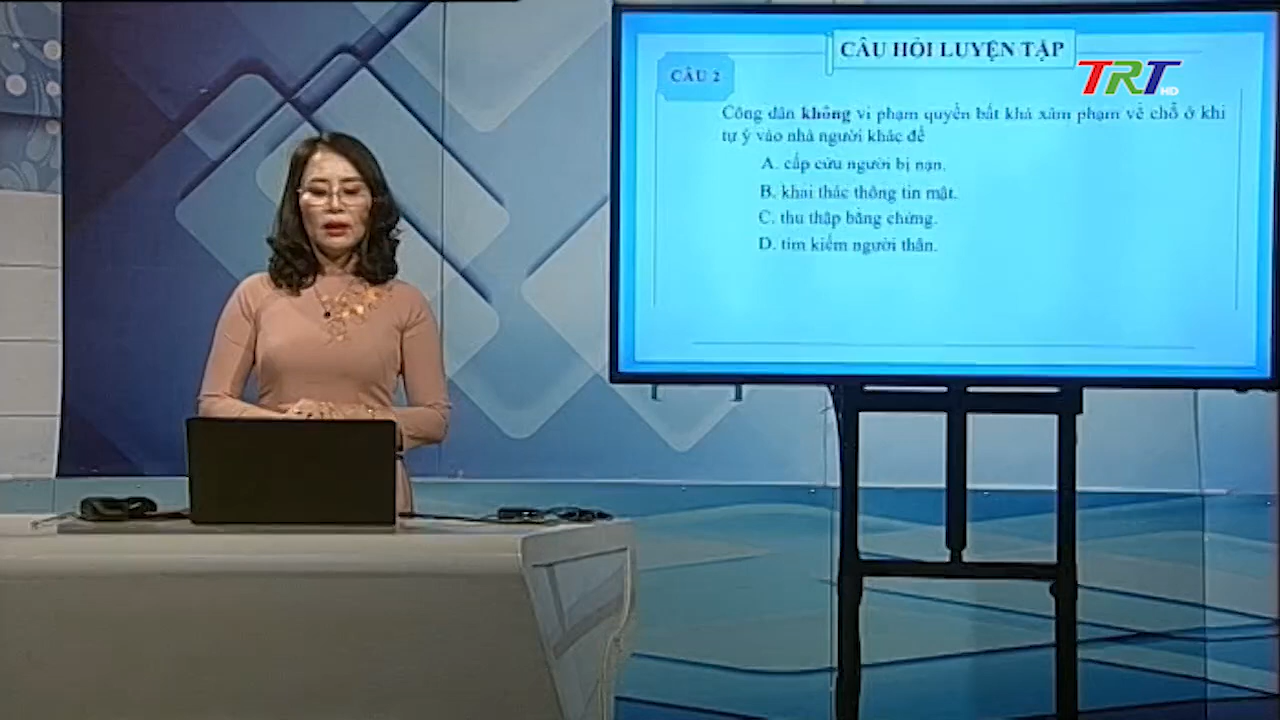 CÂU HỎI LUYỆN TẬP
TRT HD
CÂU 2
Công dân không vi phạm quyền bất khả xâm phạm về chỗ ở khi
tự ý vào nhà người khác để
A. cấp cứu người bị nạn.
B. khai thác thông tin mật.
C. thu thập bằng chứng.
D. tìm kiếm người thân.